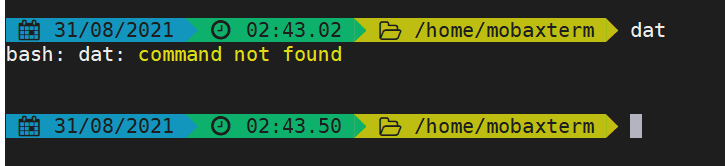 31/08/2021 02:43.02 /home/mobaxterm dat
bash: dat: command not found
31/08/2021 02:43.50 /home/mobaxterm